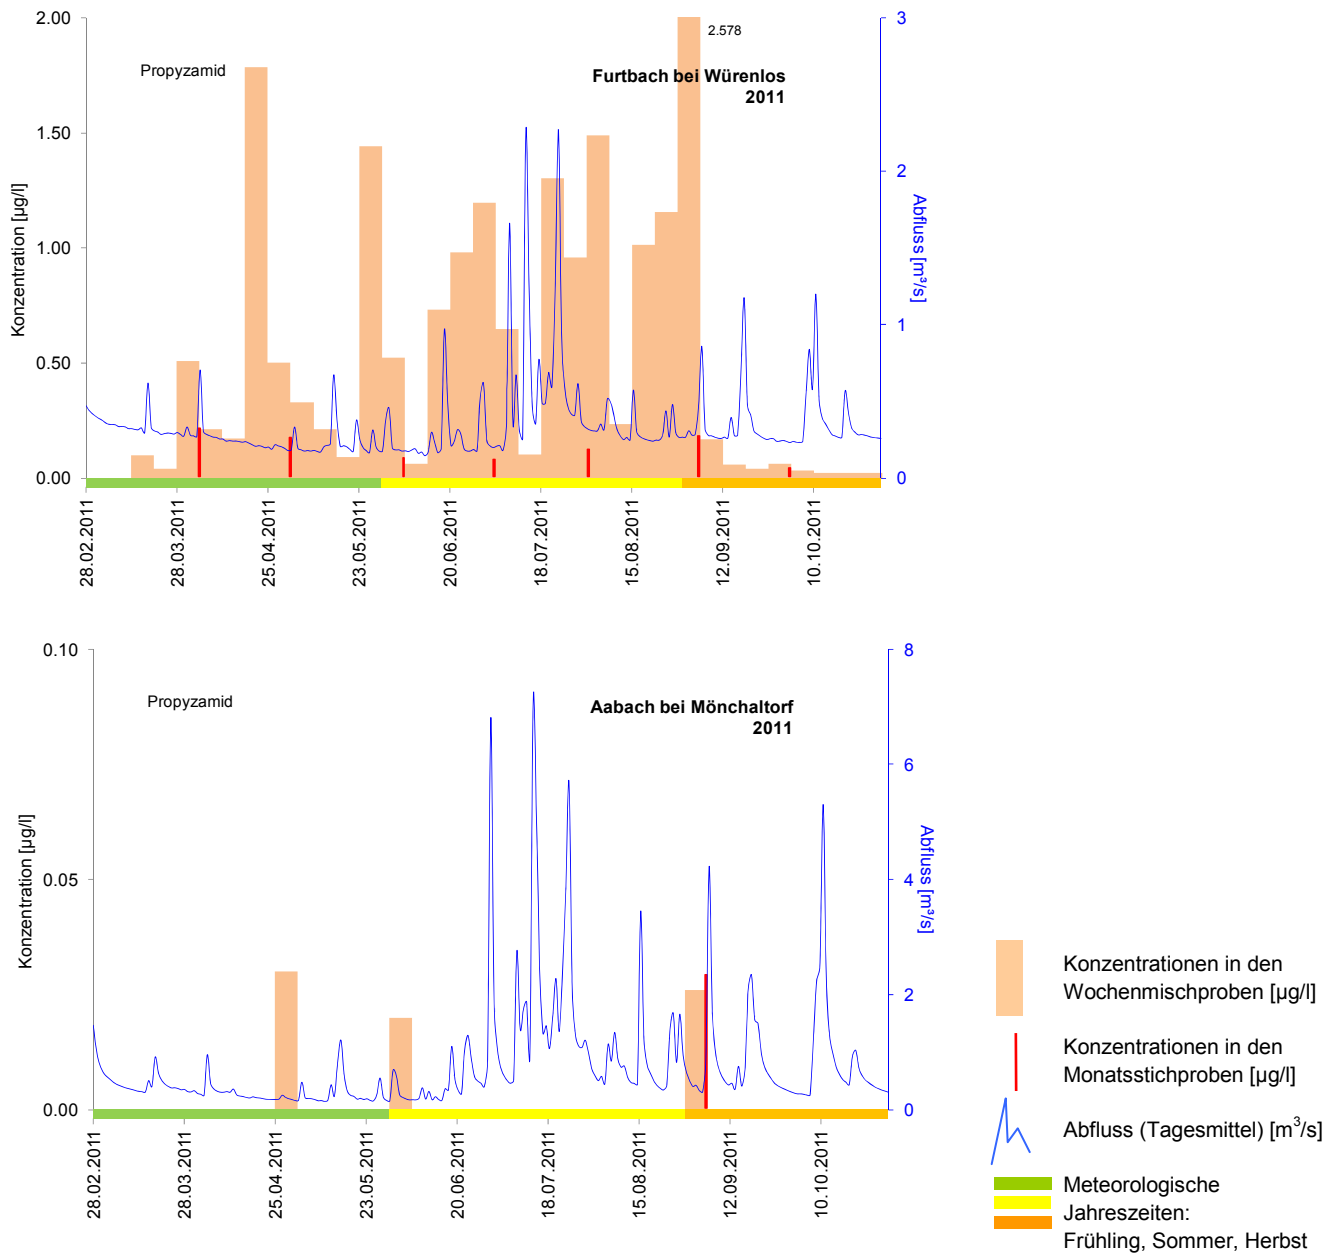 2.00
1.50
1.00
0.50
0.00
Konzentration [µg/l]
Propyzamid
2.578
Furtbach bei Würenlos
2011
3
2
1
0
Abfluss [m³/s]
28.02.2011
28.03.2011
25.04.2011
23.05.2011
20.06.2011
18.07.2011
15.08.2011
12.09.2011
10.10.2011
0.10
0.05
0.00
Konzentration [µg/l]
Propyzamid
Aabach bei Mönchaltorf
2011
8
6
4
2
0
Abfluss [m³/s]
28.02.2011
28.03.2011
25.04.2011
23.05.2011
20.06.2011
18.07.2011
15.08.2011
12.09.2011
10.10.2011
Konzentrationen in den
Wochenmischproben [µg/l]
Konzentrationen in den
Monatsstichproben [µg/l]
Abfluss (Tagesmittel) [m³/s]
Meteorologische
Jahreszeiten:
Frühling, Sommer, Herbst